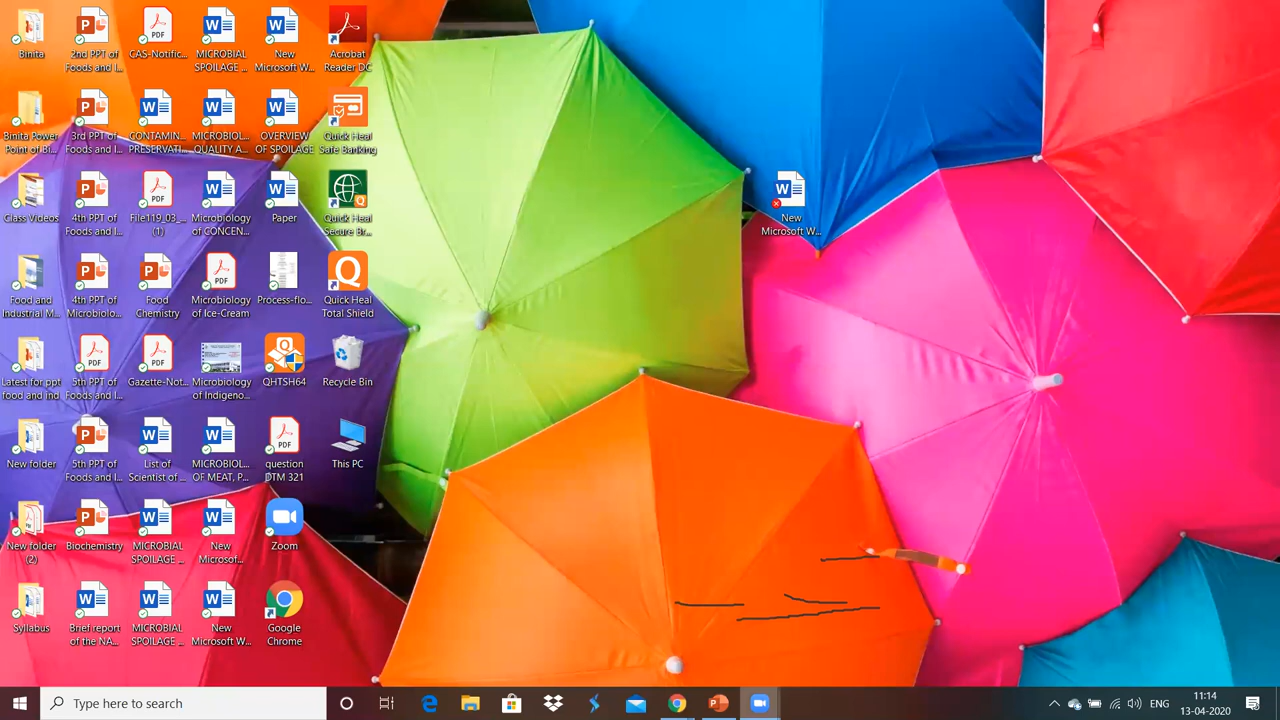 Binita
2nd PPT of
Foods and I...
PDF
CAS-Notific...
MICROBIAL
SPOILAGE ...
New
Microsoft W...
Acrobat
Reader DC
Binita Power
Point of Bi...
3rd PPT of
Foods and I...
CONTAMIN...
PRESERVATI...
MICROBIOL...
QUALITY A...
OVERVIEW
OF SPOILAGE
Quick Heal
Safe Banking
Class Videos
4th PPT of
Foods and I...
PDF
File119_03_...
(1)
Microbiology
of CONCEN...
Paper
Quick Heal
Secure Br...
New
Microsoft W...
Food and
Industrial M...
4th PPT of
Microbiolo...
Food
Chemistry
PDF
Microbiology
of Ice-Cream
Process-flo...
Quick Heal
Total Shield
Latest for ppt
food and ind
PDF
5th PPT of
Foods and I...
PDF
Gazette-Not...
Microbiology
of Indigeno...
QHTSH64
Recycle Bin
New folder
5th PPT of
Foods and I...
List of
Scientist of ...
MICROBIOL...
OF MEAT, P...
PDF
question
DTM 321
This PC
New folder
(2)
Biochemistry
MICROBIAL
SPOILAGE ...
New
Microsof...
Zoom
Syllabus
Brief report
of the NA...
MICROBIAL
SPOILAGE ...
New
Microsoft W...
Google
Chrome
Type here to search
ENG
11:14
13-04-2020